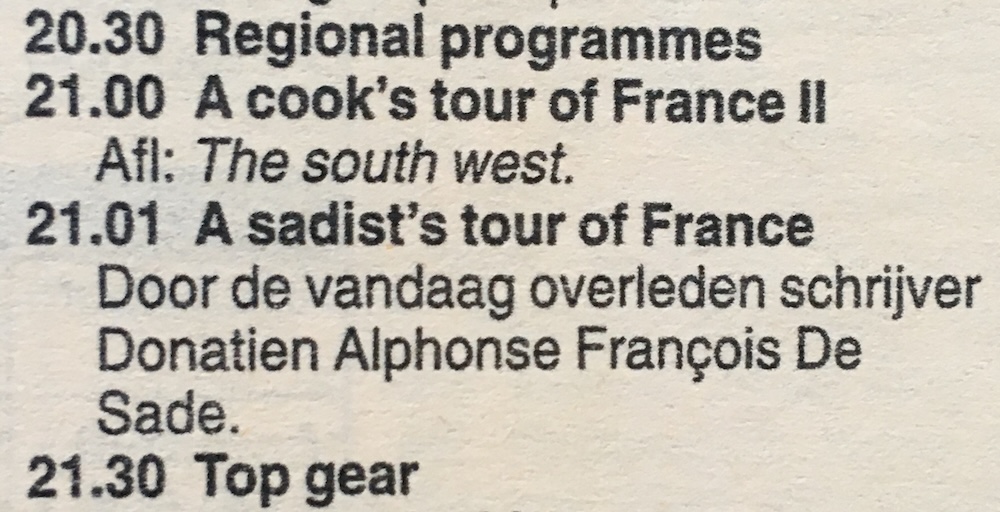 20.30 Regional programmes
21.00 A cook's tour of France II
Afl: The south west.
21.01 A sadist's tour of France
Door de vandaag overleden schrijver
Donatien Alphonse François De
Sade.
21.30 Top gear